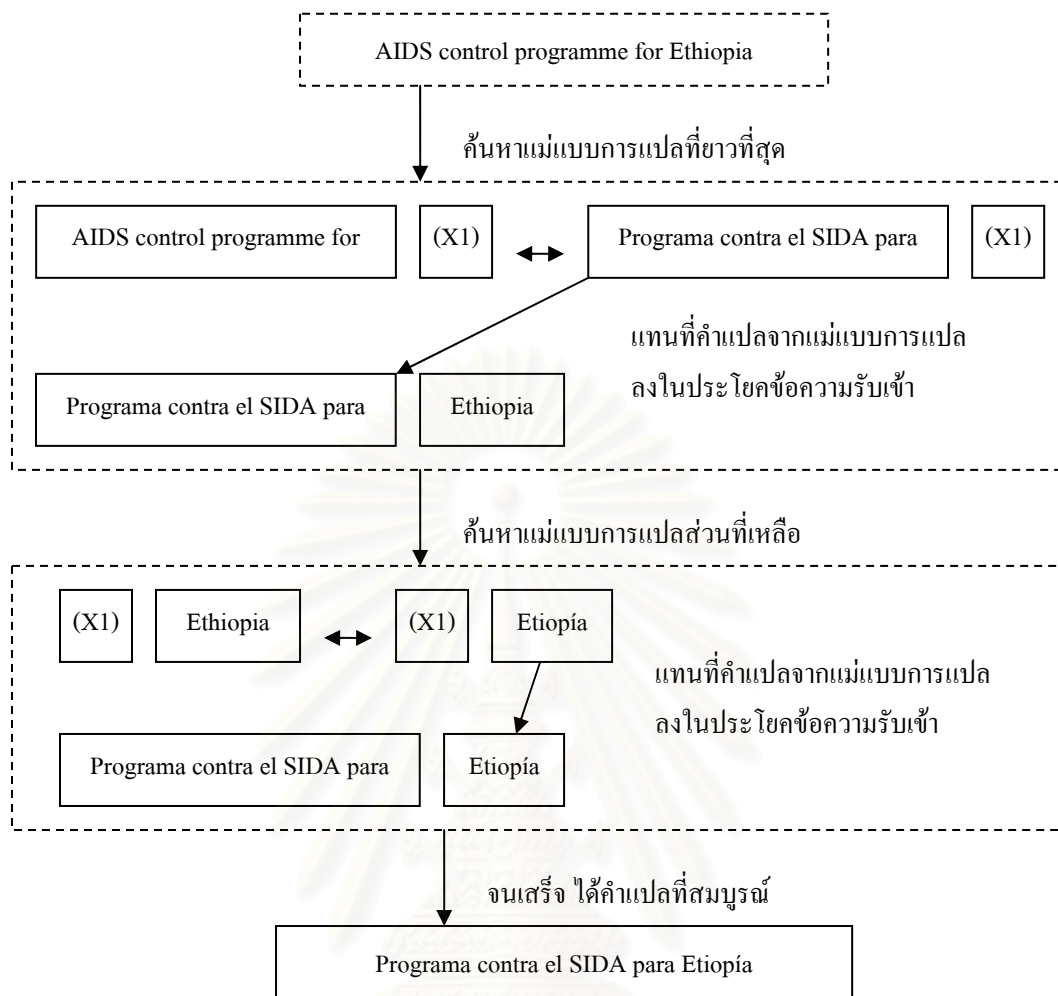 AIDS control programme for Ethiopia
ค้นหาแม่แบบการแปลที่ยาวที่สุด
AIDS control programme for (X1) Programa contra el SIDA para (X1)
แทนที่คำแปลจากแม่แบบการแปล
ลงในประโยคข้อความรับเข้า
Programa contra el SIDA para Ethiopia
ค้นหาแม่แบบการแปลส่วนที่เหลือ
(X1) Ethiopia (X1) Etiopía
แทนที่คำแปลจากแม่แบบการแปล
ลงในประโยคข้อความรับเข้า
Programa contra el SIDA para Etiopía
จนเสร็จ ได้คำแปลที่สมบูรณ์
Programa contra el SIDA para Etiopía